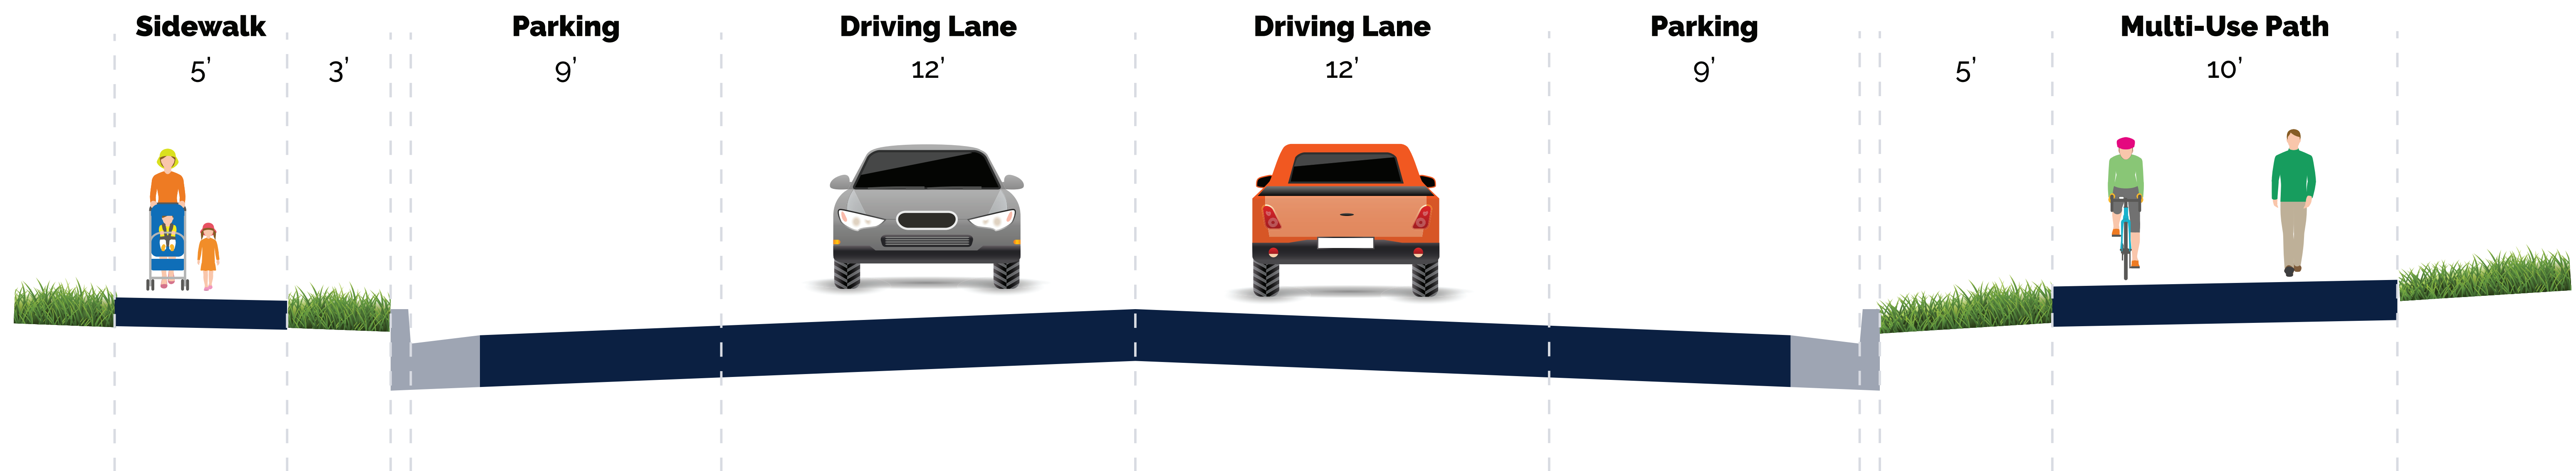 Sidewalk
5’
3’
Parking
9’
Driving Lane
12’
Driving Lane
12’
Parking
9’
5’
Multi-Use Path
10’